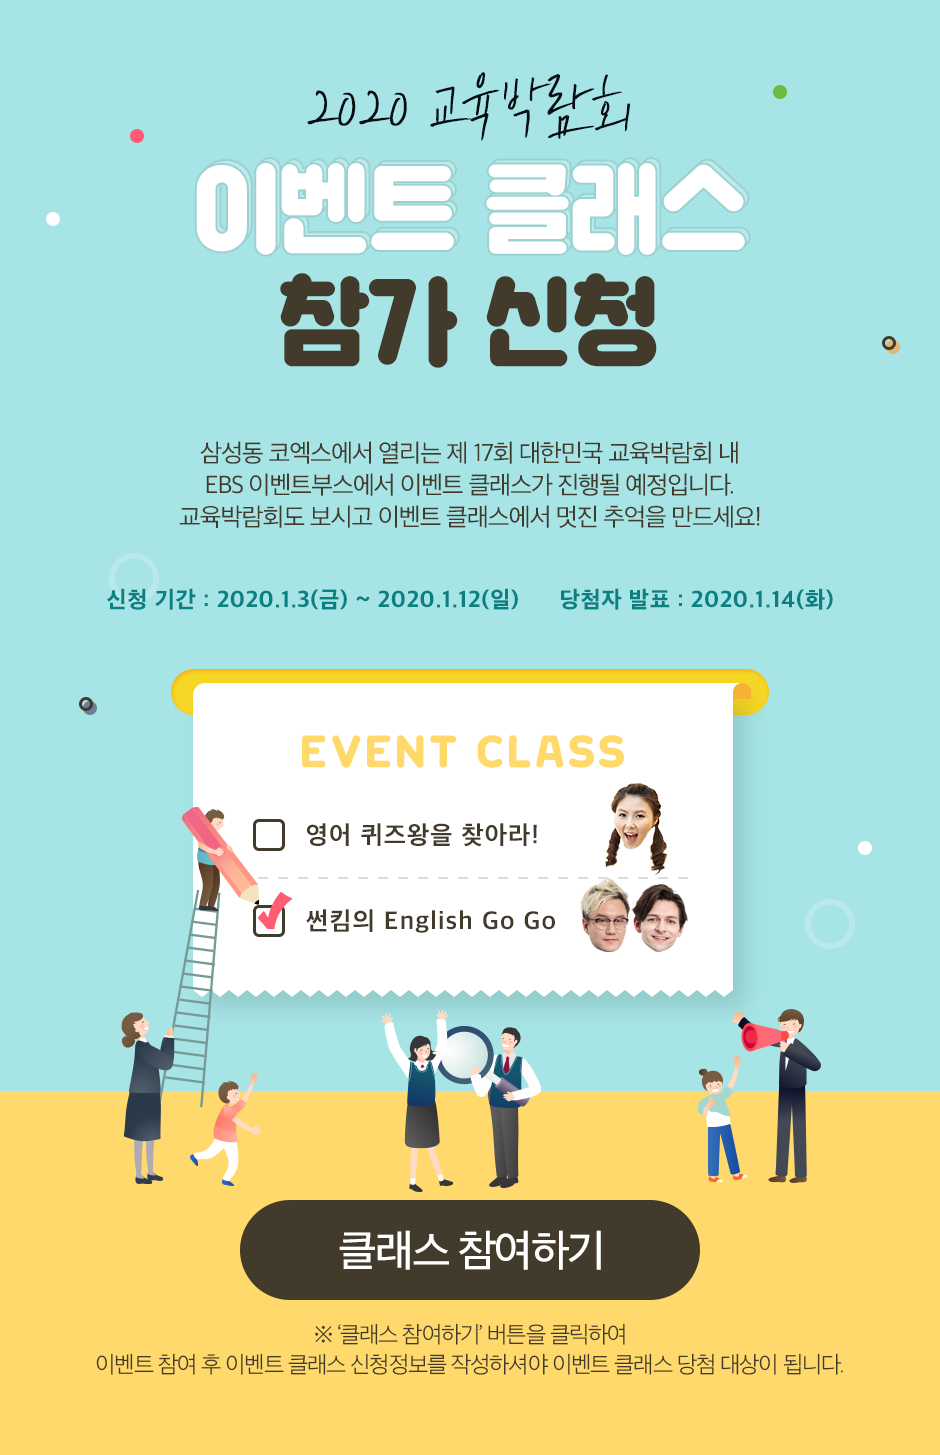 2020 교육박람회
이벤트 클래스
참가 신청
삼성동 코엑스에서 열리는 제 17회 대한민국 교육박람회 내
EBS 이벤트부스에서 이벤트 클래스가 진행될 예정입니다.
교육박람회도 보시고 이벤트 클래스에서 멋진 추억을 만드세요!
신청 기간 : 2020.1.3(금) ~ 2020.1.12(일) 당첨자 발표 : 2020.1.14(화)
EVENT CLASS
영어 퀴즈왕을 찾아라!
썬킴의 English Go Go
클래스 참여하기
※ ‘클래스 참여하기’ 버튼을 클릭하여
이벤트 참여 후 이벤트 클래스 신청정보를 작성하셔야 이벤트 클래스 당첨 대상이 됩니다.